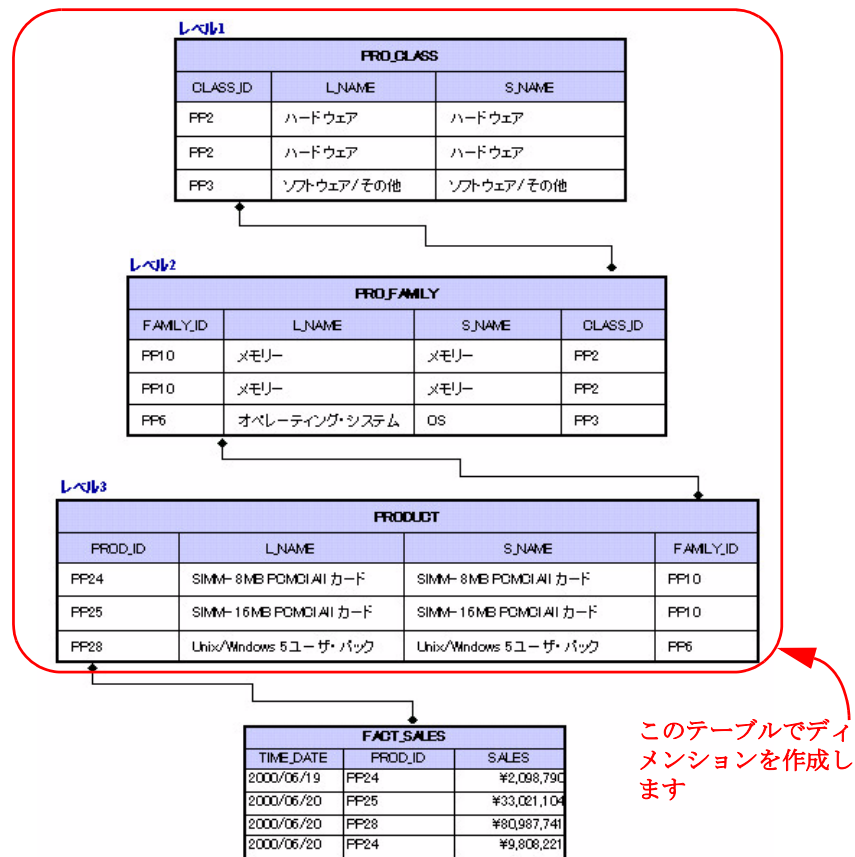 レベル1
PRO_CLASS
CLASS_ID L_NAME S_NAME
PP2 ハードウェア ハードウェア
PP2 ハードウェア ハードウェア
PP3 ソフトウェア/その他 ソフトウェア/その他
レベル2
PRO_FAMILY
FAMILY_ID L_NAME S_NAME CLASS_ID
PP10 メモリー メモリー PP2
PP10 メモリー メモリー PP2
PP6 オペレーティング・システム OS PP3
レベル3
PRODUCT
PROD_ID L_NAME S_NAME FAMILY_ID
PP24 SIMM- 8MB PCMCIAII カード SIMM- 8MB PCMCIAII カード PP10
PP25 SIMM- 16MB PCMCIAII カード SIMM- 16MB PCMCIAII カード PP10
PP28 Unix/Windows 5ユーザ・パック Unix/Windows 5ユーザ・パック PP6
FACT_SALES
TIME_DATE PROD_ID SALES
2000/06/19 PP24 ¥2,098,790
2000/06/20 PP25 ¥33,021,104
2000/06/20 PP28 ¥80,987,741
2000/06/20 PP24 ¥9,808,221
このテーブルでディ
メンションを作成し
ます